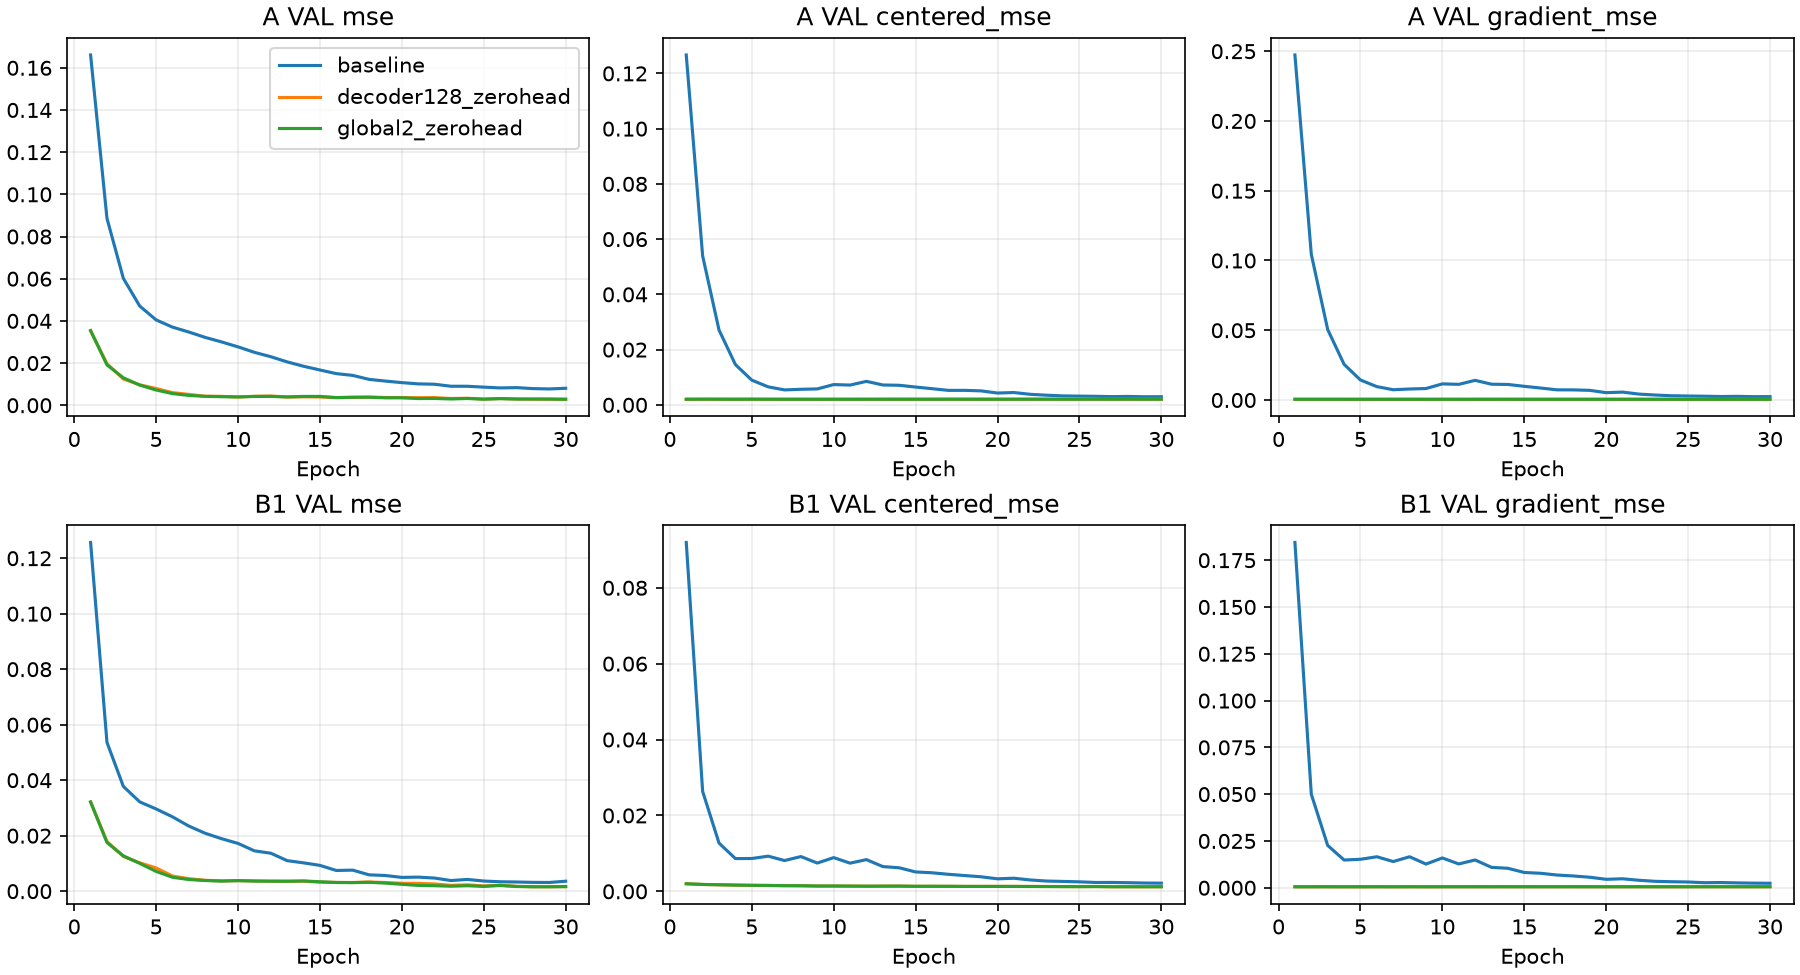 A VAL mse
0.16
0.14
0.12
0.10
0.08
0.06
0.04
0.02
0.00
baseline
decoder128_zerohead
global2_zerohead
0 5 10 15 20 25 30
Epoch
A VAL centered_mse
0.12
0.10
0.08
0.06
0.04
0.02
0.00
0 5 10 15 20 25 30
Epoch
A VAL gradient_mse
0.25
0.20
0.15
0.10
0.05
0.00
0 5 10 15 20 25 30
Epoch
B1 VAL mse
0.12
0.10
0.08
0.06
0.04
0.02
0.00
0 5 10 15 20 25 30
Epoch
B1 VAL centered_mse
0.08
0.06
0.04
0.02
0.00
0 5 10 15 20 25 30
Epoch
B1 VAL gradient_mse
0.175
0.150
0.125
0.100
0.075
0.050
0.025
0.000
0 5 10 15 20 25 30
Epoch